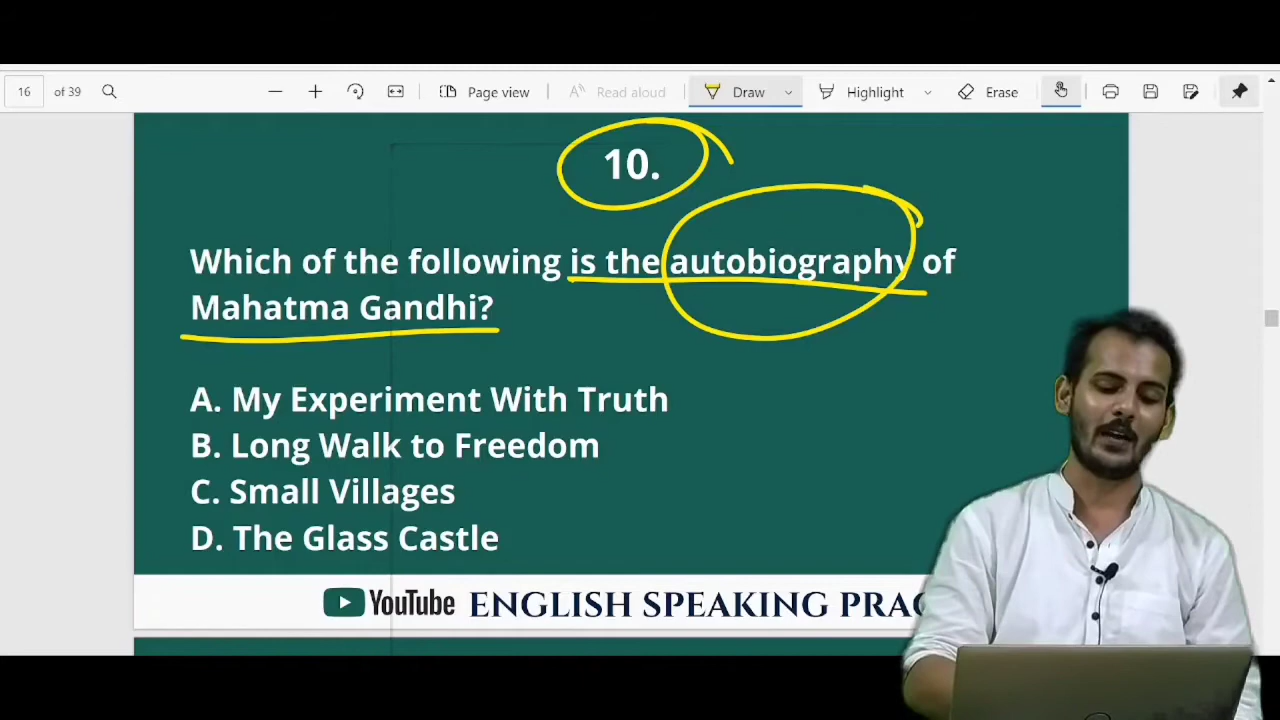 16 of 39 Page view Read aloud Draw Highlight Erase
10.
Which of the following is the autobiography of
Mahatma Gandhi?
A. My Experiment With Truth
B. Long Walk to Freedom
C. Small Villages
D. The Glass Castle
YouTube ENGLISH SPEAKING